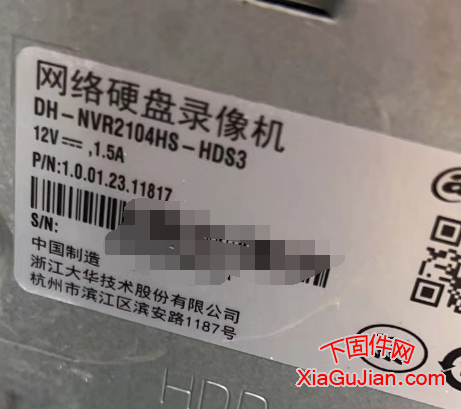 网络硬盘录像机
DH-NVR2104HS-HDS3
12V⎓,1.5A
P/N:1.0.01.23.11817
S/N:
中国制造
浙江大华技术股份有限公司
杭州市滨江区滨安路1187号
下固件网
XiaGuJian.com
HDD